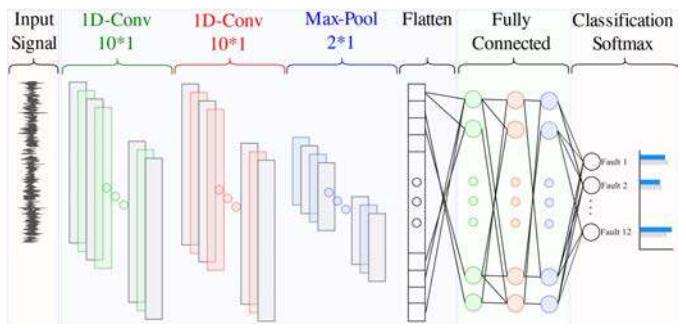 Input
Signal
1D-Conv
10*1
1D-Conv
10*1
Max-Pool
2*1
Flatten
Fully
Connected
Classification
Softmax
Fault 1
Fault 2
Fault 12